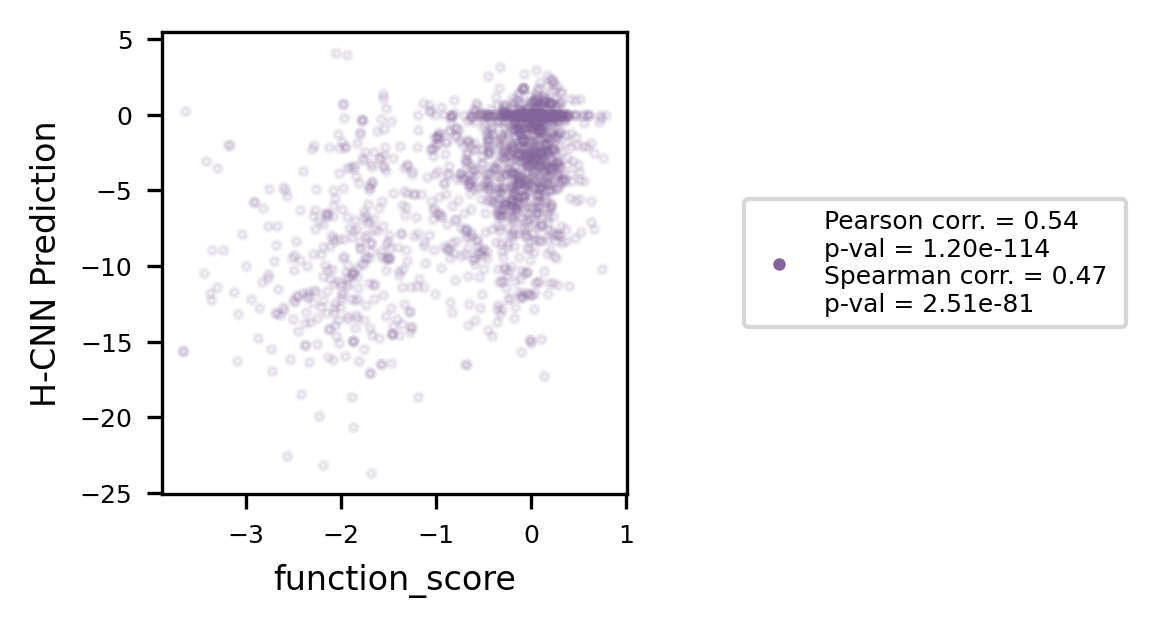 5
0
−5
−10
−15
−20
−25
H-CNN Prediction
−3
−2
−1
0
1
function_score
Pearson corr. = 0.54
p-val = 1.20e-114
Spearman corr. = 0.47
p-val = 2.51e-81